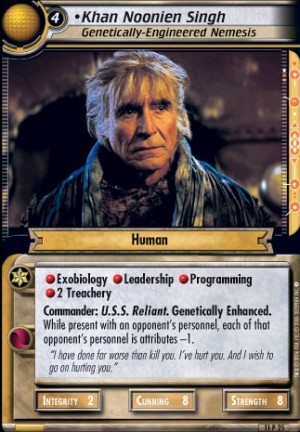 4
•Khan Noonien Singh
Genetically-Engineered Nemesis
Human
Exobiology Leadership Programming
2 Treachery
Commander: U.S.S. Reliant. Genetically Enhanced.
While present with an opponent's personnel, each of that
opponent's personnel is attributes –1.
"I have done far worse than kill you. I've hurt you. And I wish to
go on hurting you."
Integrity 2 Cunning 8 Strength 8
11 P 25